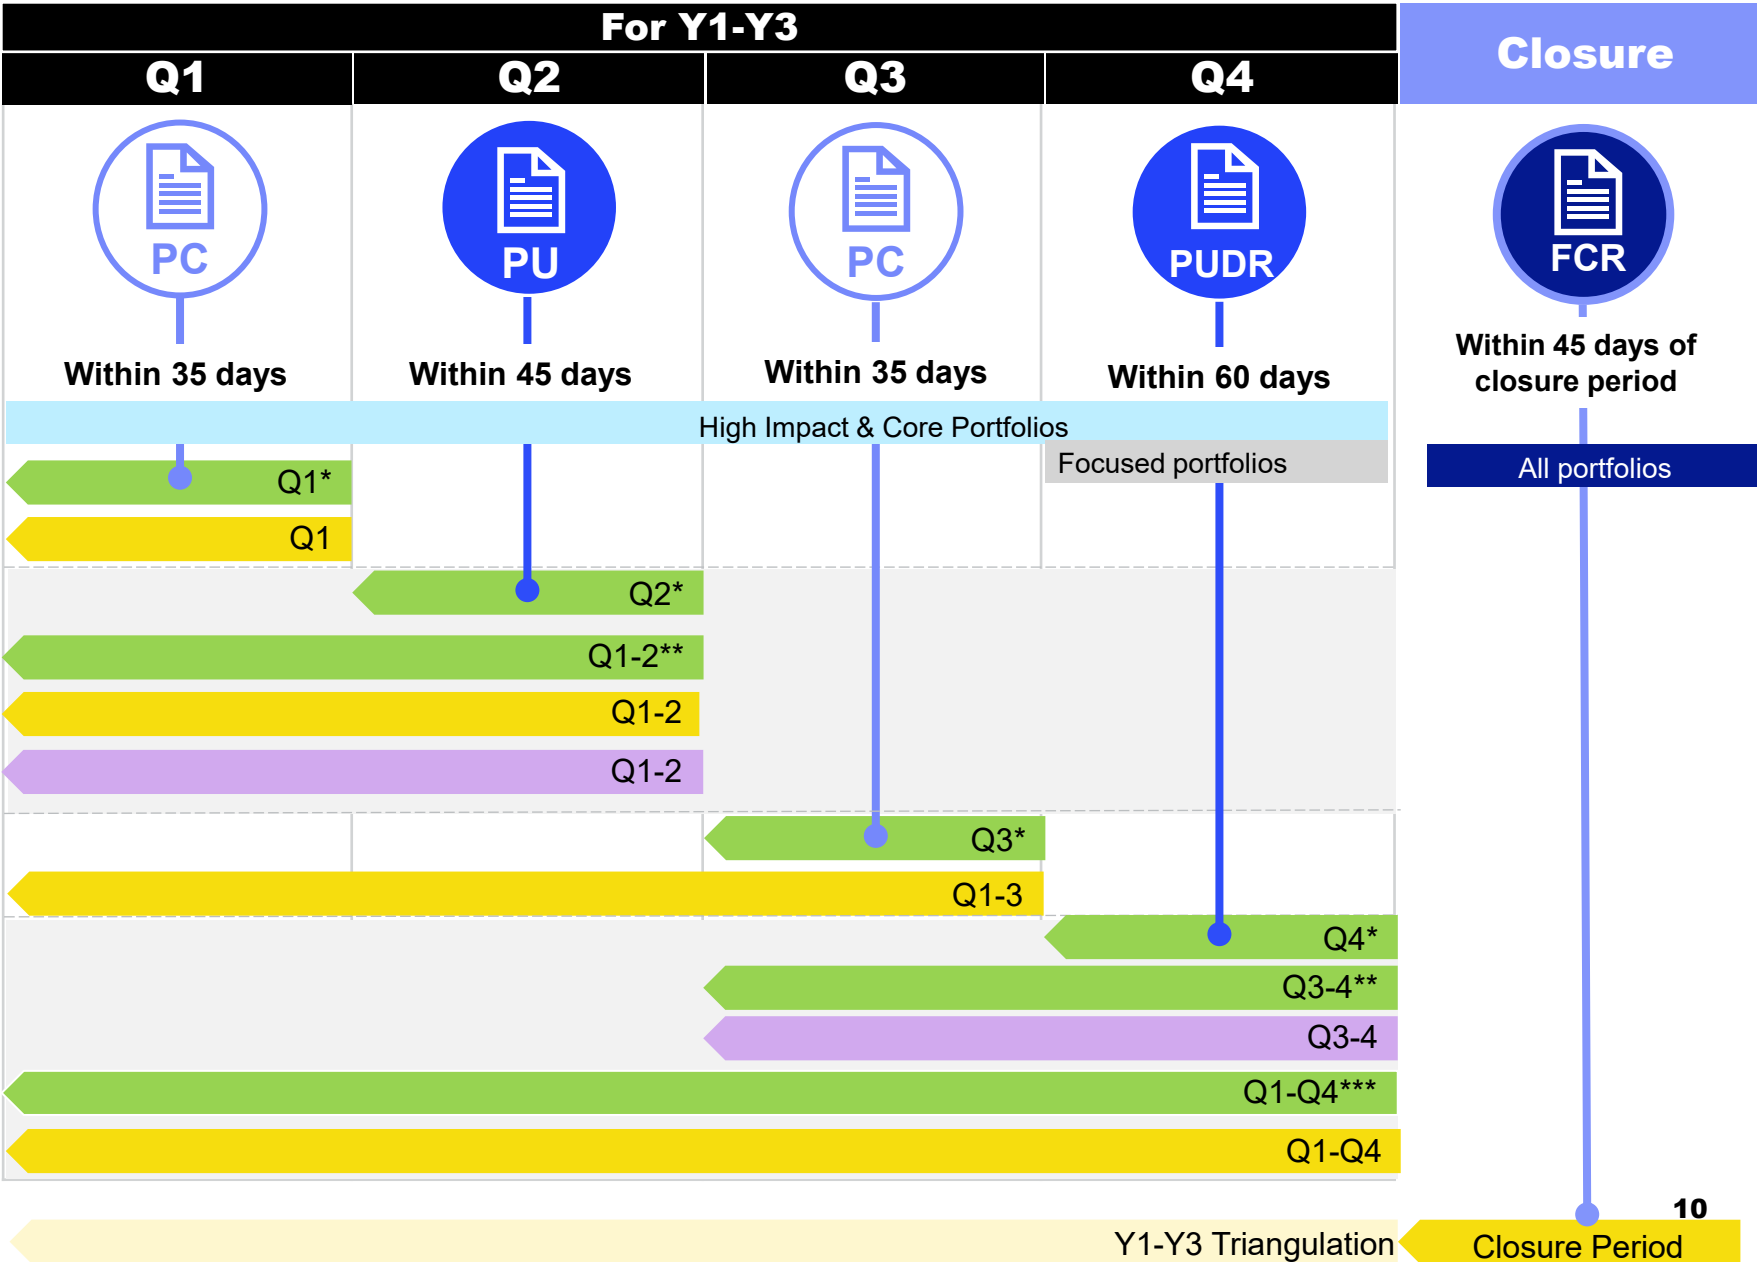 For Y1-Y3
Closure
Q1
Q2
Q3
Q4
PC
PU
PC
PUDR
FCR
Within 35 days
Within 45 days
Within 35 days
Within 60 days
Within 45 days of
closure period
High Impact & Core Portfolios
Focused portfolios
All portfolios
Q1*
Q1
Q2*
Q1-2**
Q1-2
Q1-2
Q3*
Q1-3
Q4*
Q3-4**
Q3-4
Q1-Q4***
Q1-Q4
10
Y1-Y3 Triangulation
Closure Period